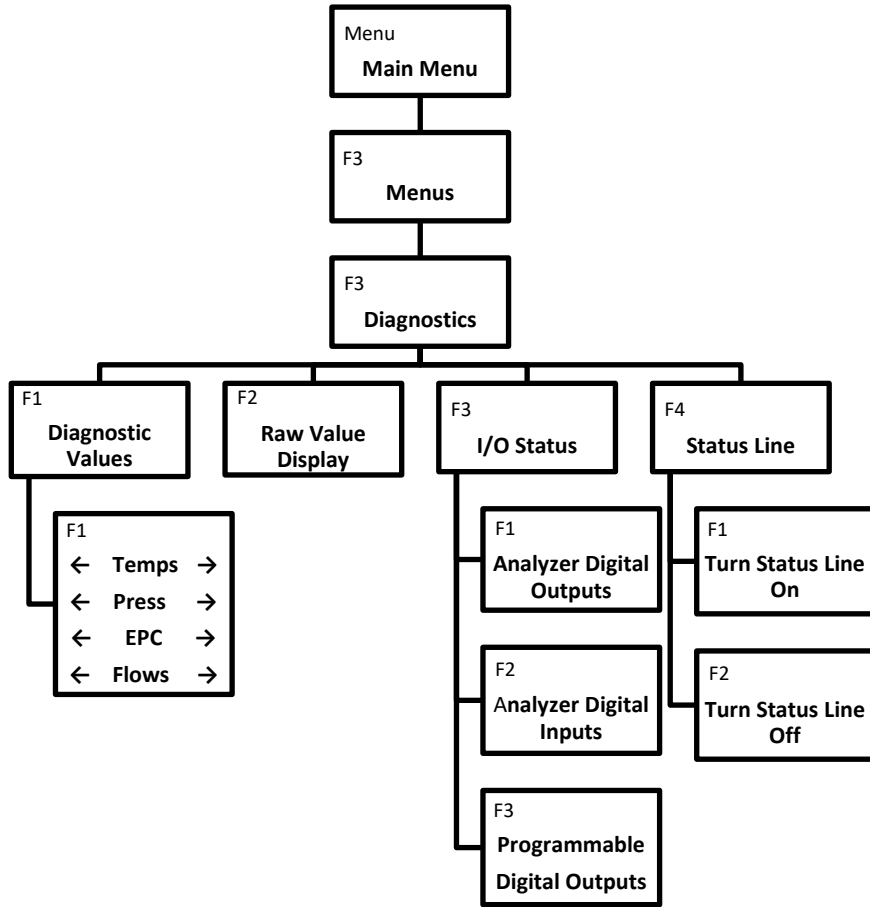 Menu
Main Menu
F3
Menus
F3
Diagnostics
F1
Diagnostic
Values
F2
Raw Value
Display
F3
I/O Status
F4
Status Line
F1
← Temps →
← Press →
← EPC →
← Flows →
F1
Analyzer Digital
Outputs
F2
Analyzer Digital
Inputs
F3
Programmable
Digital Outputs
F1
Turn Status Line
On
F2
Turn Status Line
Off